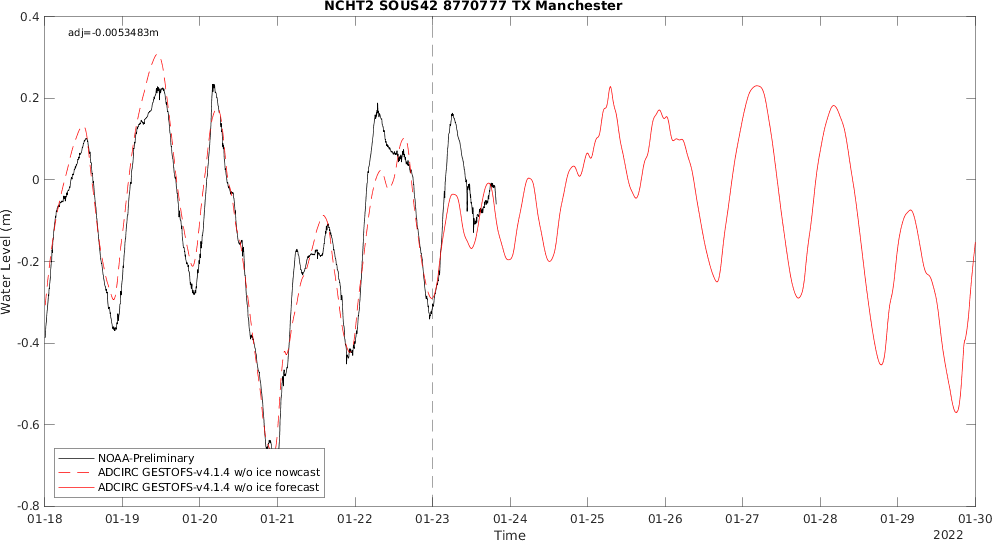 NCHT2 SOUS42 8770777 TX Manchester
adj=-0.0053483m
0.4
0.2
0
-0.2
-0.4
-0.6
-0.8
Water Level (m)
NOAA-Preliminary
ADCIRC GESTOFS-v4.1.4 w/o ice nowcast
ADCIRC GESTOFS-v4.1.4 w/o ice forecast
01-18 01-19 01-20 01-21 01-22 01-23 01-24 01-25 01-26 01-27 01-28 01-29 01-30
Time
2022